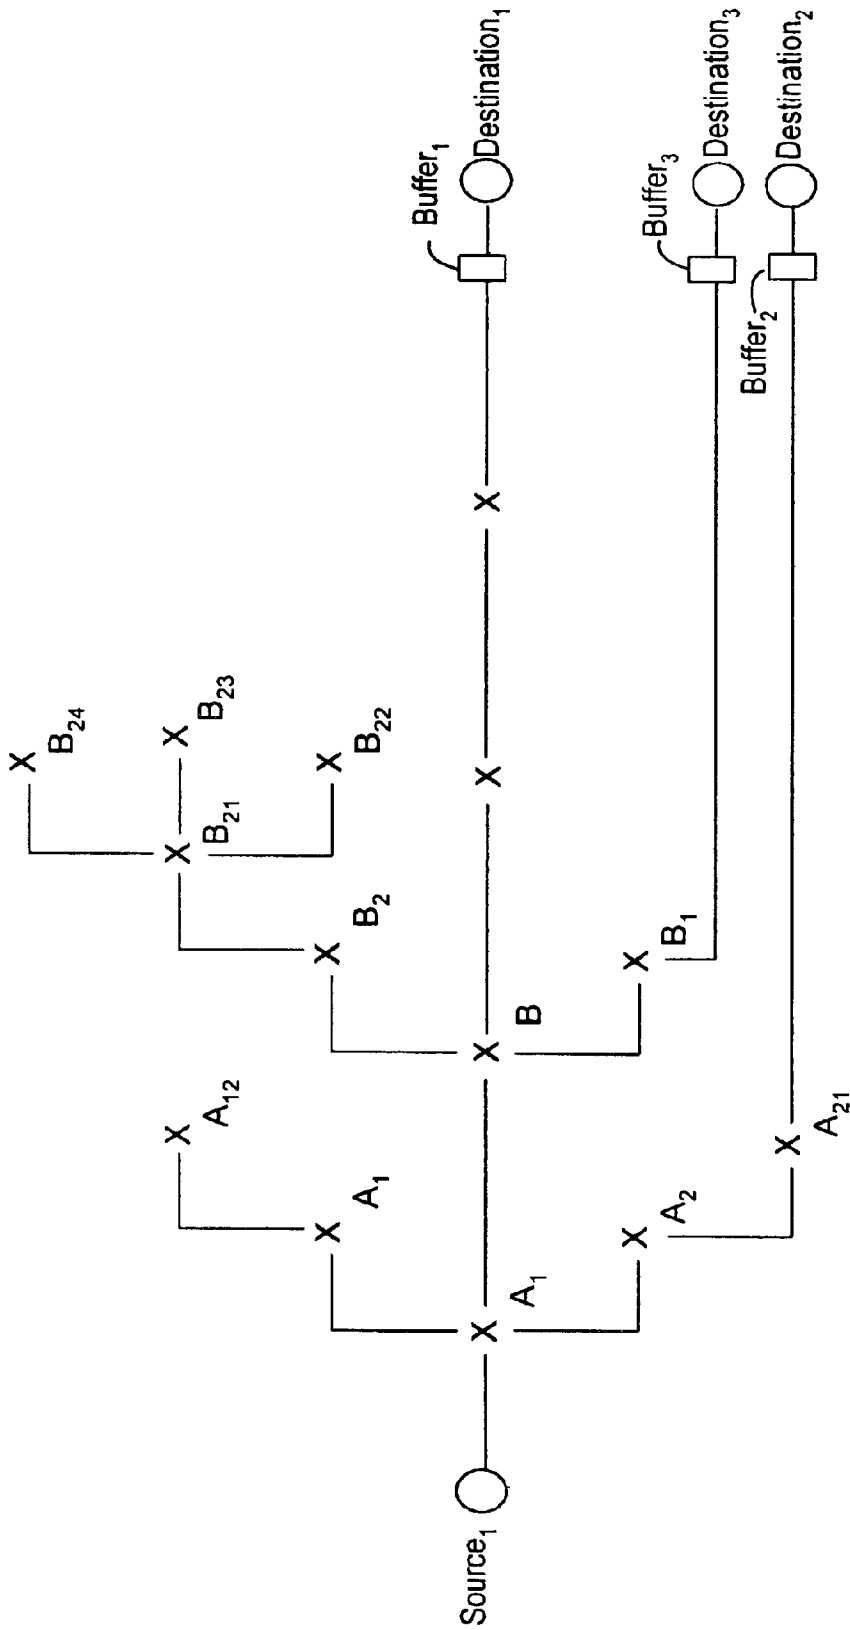 B₂₄
B₂₃
B₂₂
B₂₁
B₂
A₁₂
A₁
Buffer₁
Destination₁
B
A₁
Source₁
B₁
A₂
Buffer₃
Destination₃
Buffer₂
Destination₂
A₂₁